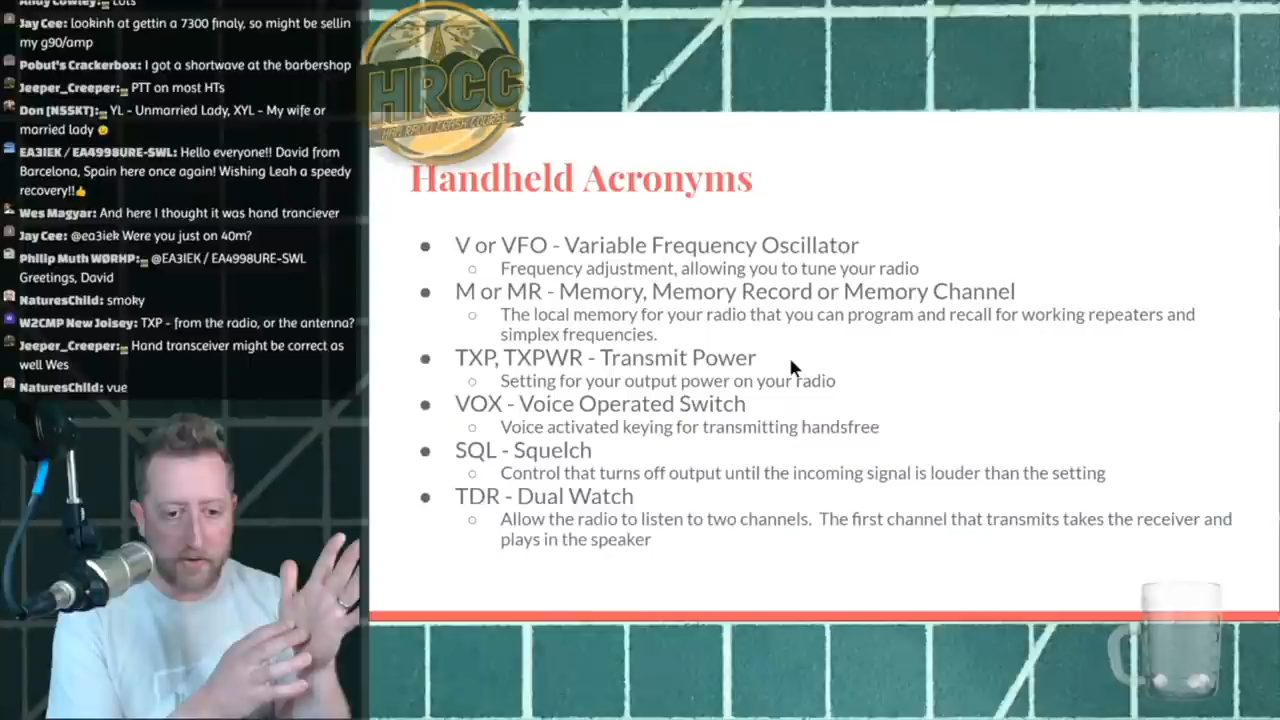 Andy Cowley: Lots
Jay Cee: lookinh at gettin a 7300 finaly, so might be sellin
my g90/amp
Pobut's Crackerbox: I got a shortwave at the barbershop
Jeeper_Creeper: PTT on most HTs
Don [N5SKT]: YL - Unmarried Lady, XYL - My wife or
married lady
EA3IEK / EA4998URE-SWL: Hello everyone!! David from
Barcelona, Spain here once again! Wishing Leah a speedy
recovery!!
Wes Magyar: And here I thought it was hand tranciever
Jay Cee: @ea3iek Were you just on 40m?
Philip Muth WØRHP: @EA3IEK / EA4998URE-SWL
Greetings, David
NaturesChild: smoky
W2CMP New Joisey: TXP - from the radio, or the antenna?
Jeeper_Creeper: Hand transceiver might be correct as
well Wes
NaturesChild: vue
HRCC
HAM RADIO CRASH COURSE
Handheld Acronyms
● V or VFO - Variable Frequency Oscillator
○ Frequency adjustment, allowing you to tune your radio
● M or MR - Memory, Memory Record or Memory Channel
○ The local memory for your radio that you can program and recall for working repeaters and
simplex frequencies.
● TXP, TXPWR - Transmit Power
○ Setting for your output power on your radio
● VOX - Voice Operated Switch
○ Voice activated keying for transmitting handsfree
● SQL - Squelch
○ Control that turns off output until the incoming signal is louder than the setting
● TDR - Dual Watch
○ Allow the radio to listen to two channels.  The first channel that transmits takes the receiver and
plays in the speaker